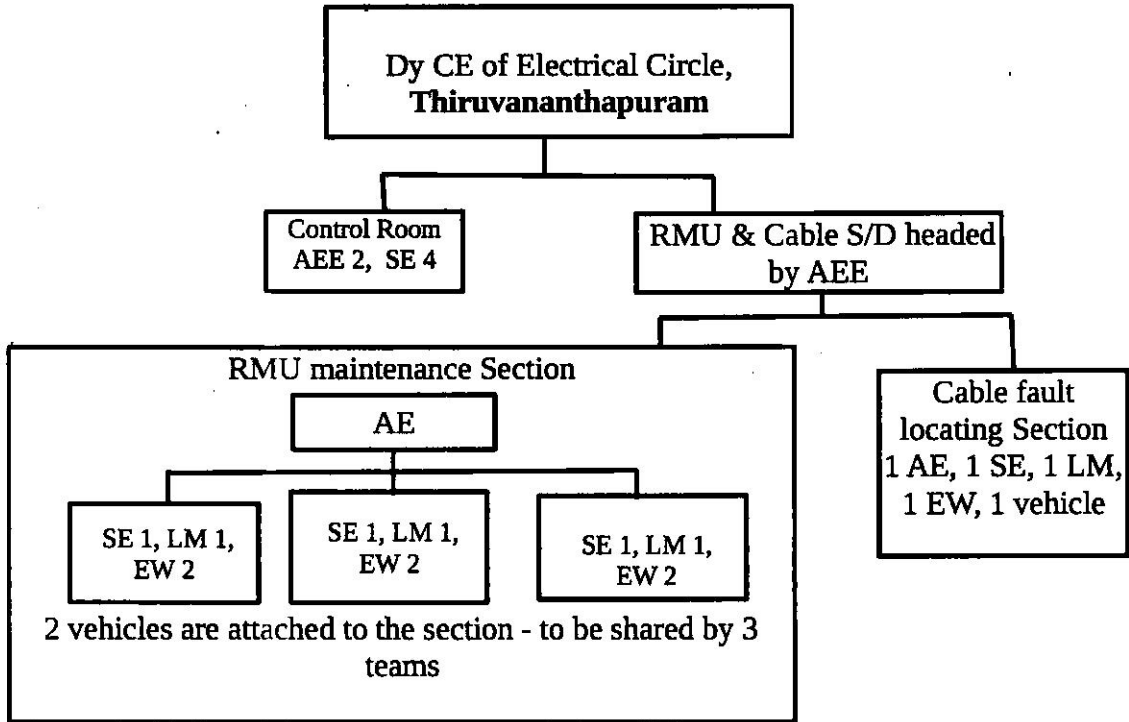 Dy CE of Electrical Circle,
Thiruvananthapuram
Control Room
AEE 2, SE 4
RMU & Cable S/D headed
by AEE
RMU maintenance Section
AE
SE 1, LM 1,
EW 2
SE 1, LM 1,
EW 2
SE 1, LM 1,
EW 2
2 vehicles are attached to the section - to be shared by 3
teams
Cable fault
locating Section
1 AE, 1 SE, 1 LM,
1 EW, 1 vehicle